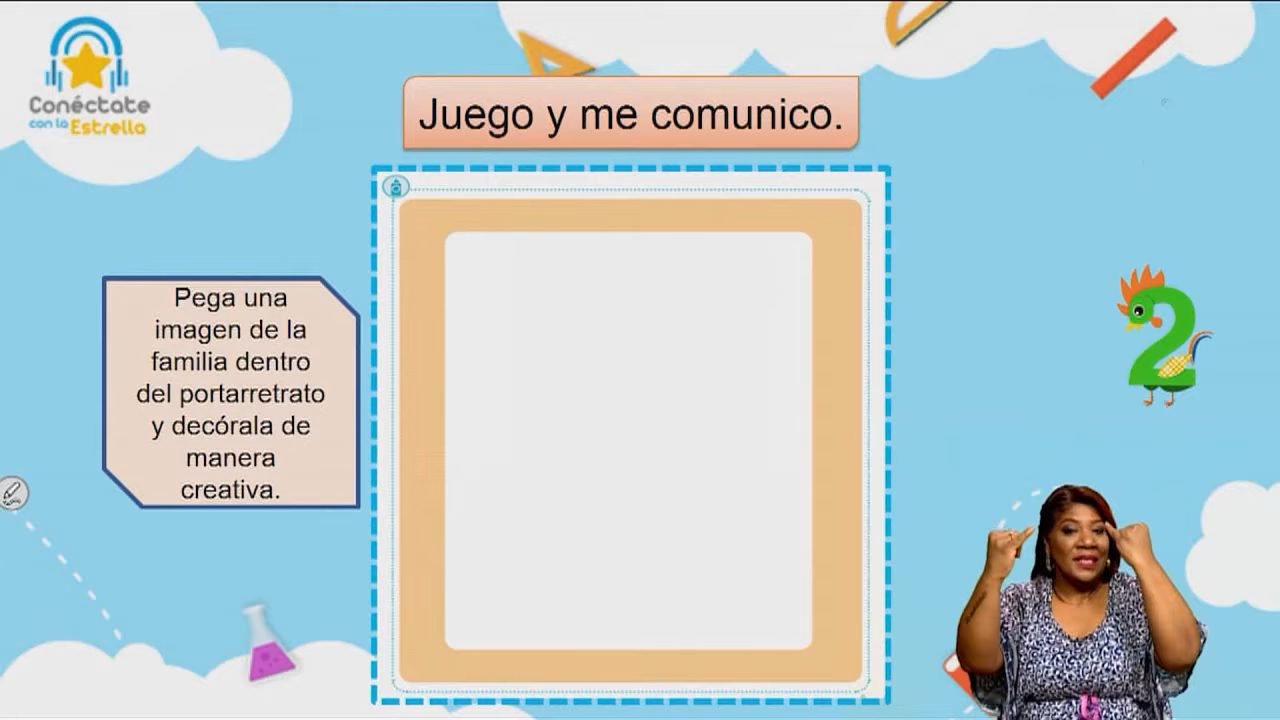 Conéctate
con la Estrella
Juego y me comunico.
Pega una
imagen de la
familia dentro
del portarretrato
y decórala de
manera
creativa.
2